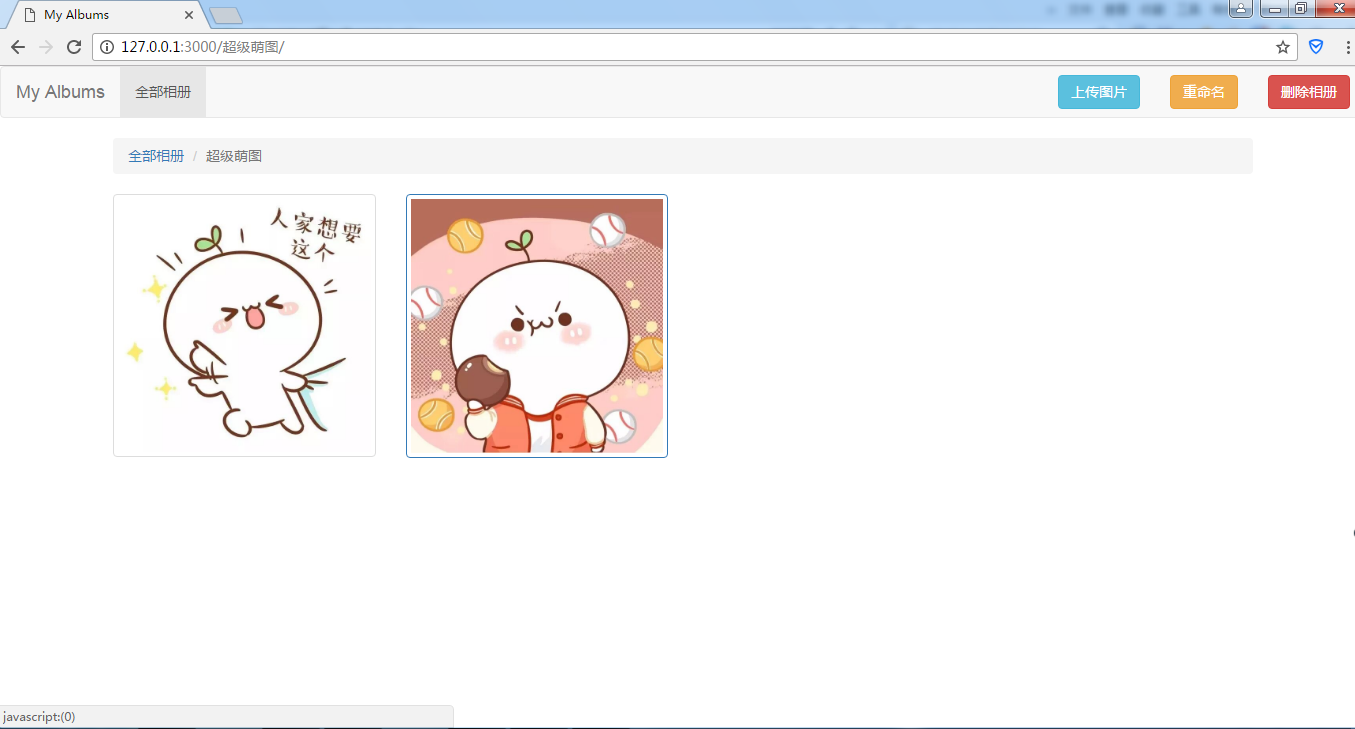 My Albums
127.0.0.1:3000/超级萌图/
My Albums
全部相册
上传图片
重命名
删除相册
全部相册 / 超级萌图
人家想要
这个
javascript:(0)